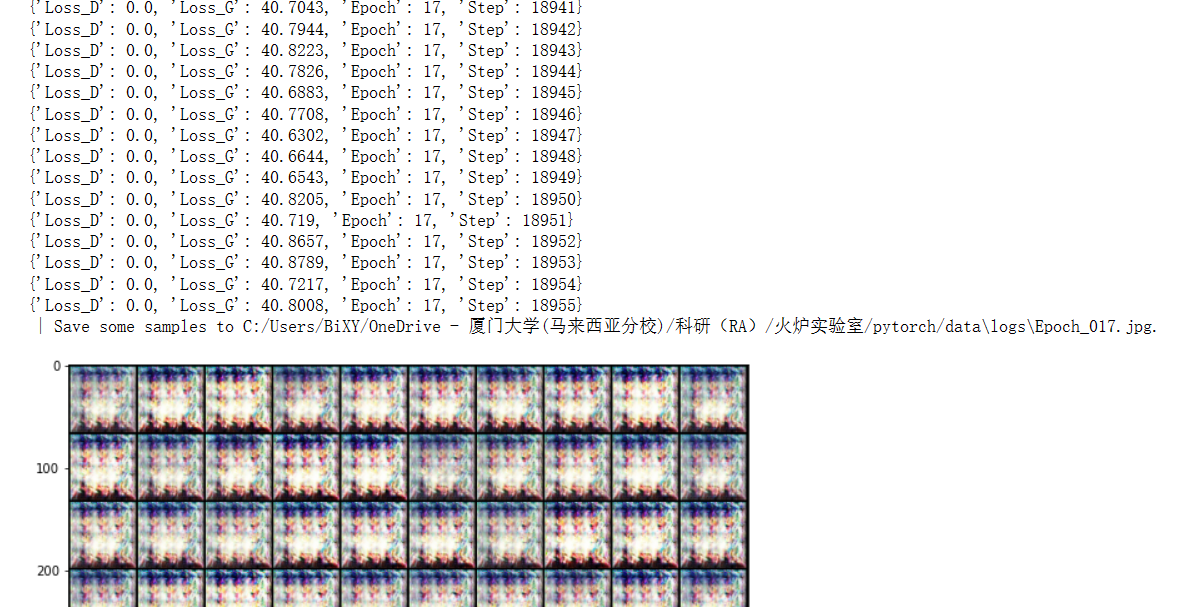 {'Loss_D': 0.0, 'Loss_G': 40.7043, 'Epoch': 17, 'Step': 18941}
{'Loss_D': 0.0, 'Loss_G': 40.7944, 'Epoch': 17, 'Step': 18942}
{'Loss_D': 0.0, 'Loss_G': 40.8223, 'Epoch': 17, 'Step': 18943}
{'Loss_D': 0.0, 'Loss_G': 40.7826, 'Epoch': 17, 'Step': 18944}
{'Loss_D': 0.0, 'Loss_G': 40.6883, 'Epoch': 17, 'Step': 18945}
{'Loss_D': 0.0, 'Loss_G': 40.7708, 'Epoch': 17, 'Step': 18946}
{'Loss_D': 0.0, 'Loss_G': 40.6302, 'Epoch': 17, 'Step': 18947}
{'Loss_D': 0.0, 'Loss_G': 40.6644, 'Epoch': 17, 'Step': 18948}
{'Loss_D': 0.0, 'Loss_G': 40.6543, 'Epoch': 17, 'Step': 18949}
{'Loss_D': 0.0, 'Loss_G': 40.8205, 'Epoch': 17, 'Step': 18950}
{'Loss_D': 0.0, 'Loss_G': 40.719, 'Epoch': 17, 'Step': 18951}
{'Loss_D': 0.0, 'Loss_G': 40.8657, 'Epoch': 17, 'Step': 18952}
{'Loss_D': 0.0, 'Loss_G': 40.8789, 'Epoch': 17, 'Step': 18953}
{'Loss_D': 0.0, 'Loss_G': 40.7217, 'Epoch': 17, 'Step': 18954}
{'Loss_D': 0.0, 'Loss_G': 40.8008, 'Epoch': 17, 'Step': 18955}
| Save some samples to C:/Users/BiXY/OneDrive - 厦门大学(马来西亚分校)/科研（RA）/火炉实验室/pytorch/data\logs\Epoch_017.jpg.
0
100
200